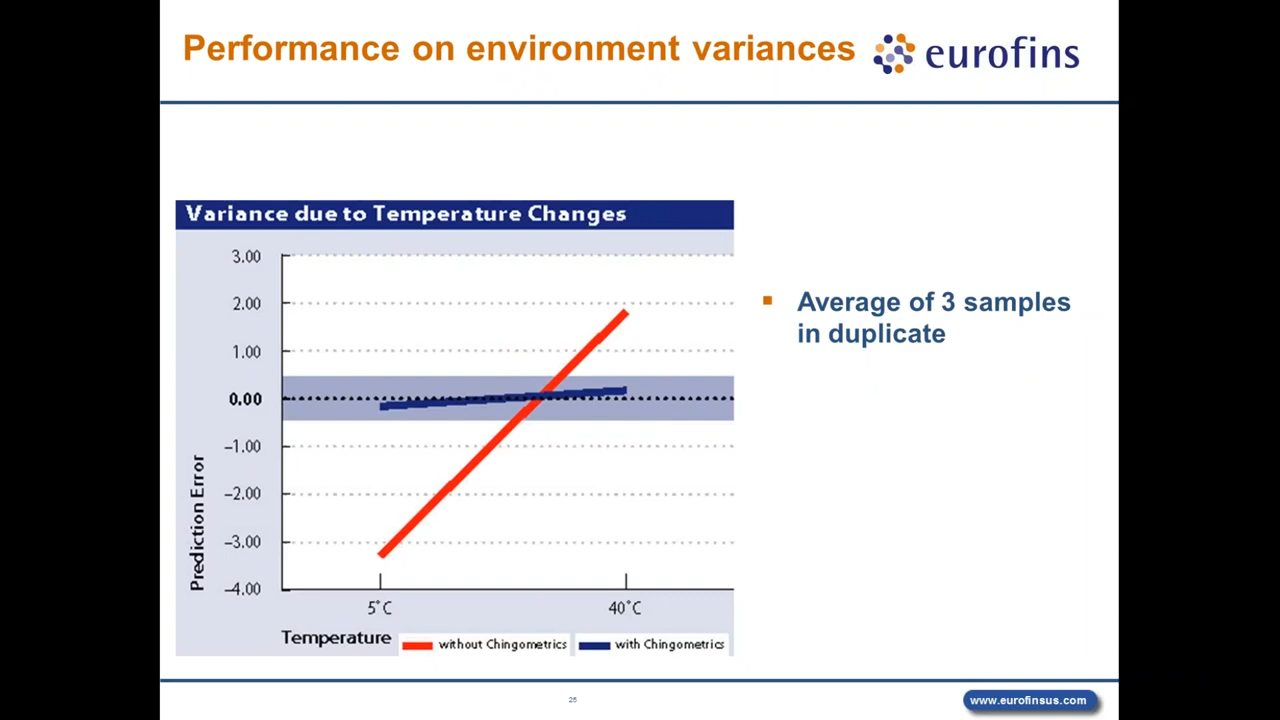 Performance on environment variances
eurofins
Variance due to Temperature Changes
3.00
2.00
1.00
0.00
–1.00
–2.00
–3.00
–4.00
Prediction Error
5˚C
40˚C
Temperature
without Chingometrics
with Chingometrics
▪ Average of 3 samples
in duplicate
25
www.eurofinsus.com